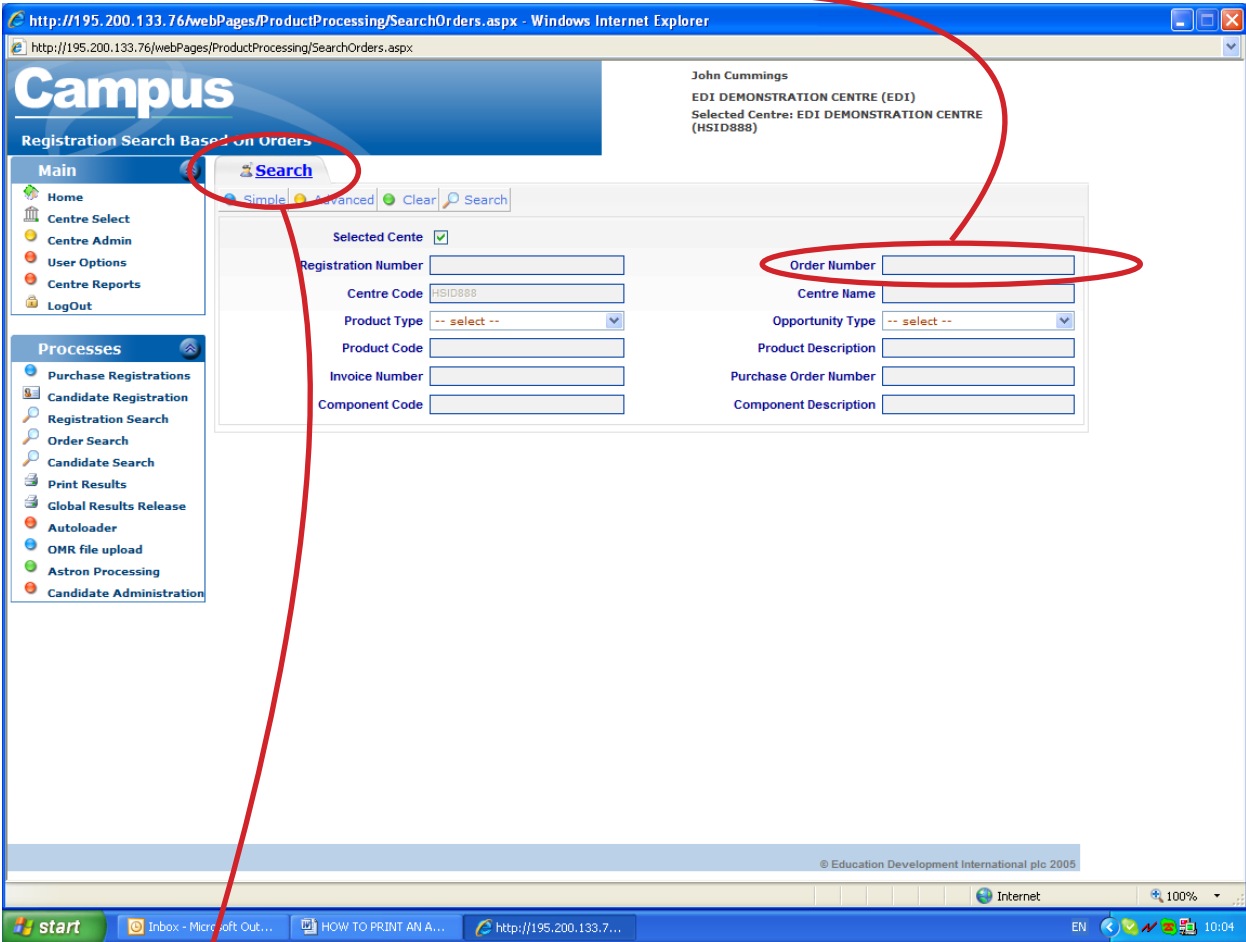 http://195.200.133.76/webPages/ProductProcessing/SearchOrders.aspx - Windows Internet Explorer
http://195.200.133.76/webPages/ProductProcessing/SearchOrders.aspx
Campus
Registration Search Based On Orders
John Cummings
EDI DEMONSTRATION CENTRE (EDI)
Selected Centre: EDI DEMONSTRATION CENTRE
(HSID888)
Main
Home
Centre Select
Centre Admin
User Options
Centre Reports
LogOut
Processes
Purchase Registrations
Candidate Registration
Registration Search
Order Search
Candidate Search
Print Results
Global Results Release
Autoloader
OMR file upload
Astron Processing
Candidate Administration
Search
Simple Advanced Clear Search
Selected Cente
Registration Number Order Number
Centre Code HSID888 Centre Name
Product Type -- select -- Opportunity Type -- select --
Product Code Product Description
Invoice Number Purchase Order Number
Component Code Component Description
© Education Development International plc 2005
Internet 100%
start Inbox - Microsoft Out... HOW TO PRINT AN A... http://195.200.133.7... EN 10:04